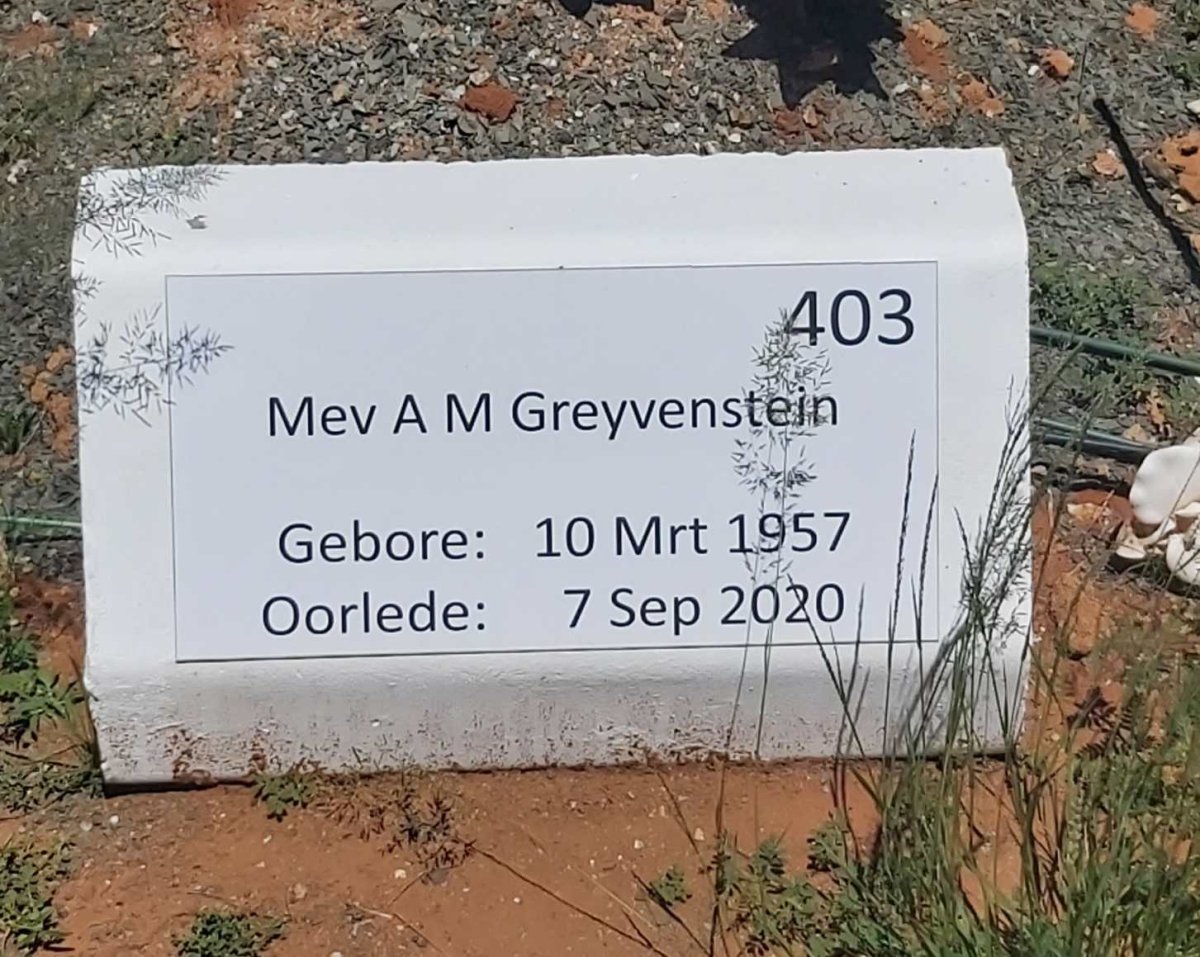 403
Mev A M Greyvenstein
Gebore: 10 Mrt 1957
Oorlede: 7 Sep 2020